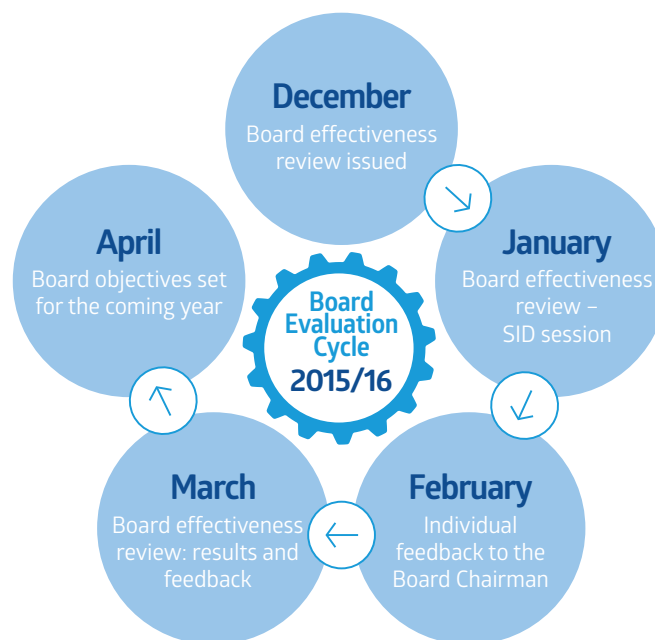 December
Board effectiveness
review issued
January
Board effectiveness
review –
SID session
February
Individual
feedback to the
Board Chairman
March
Board effectiveness
review: results and
feedback
April
Board objectives set
for the coming year
Board
Evaluation
Cycle
2015/16